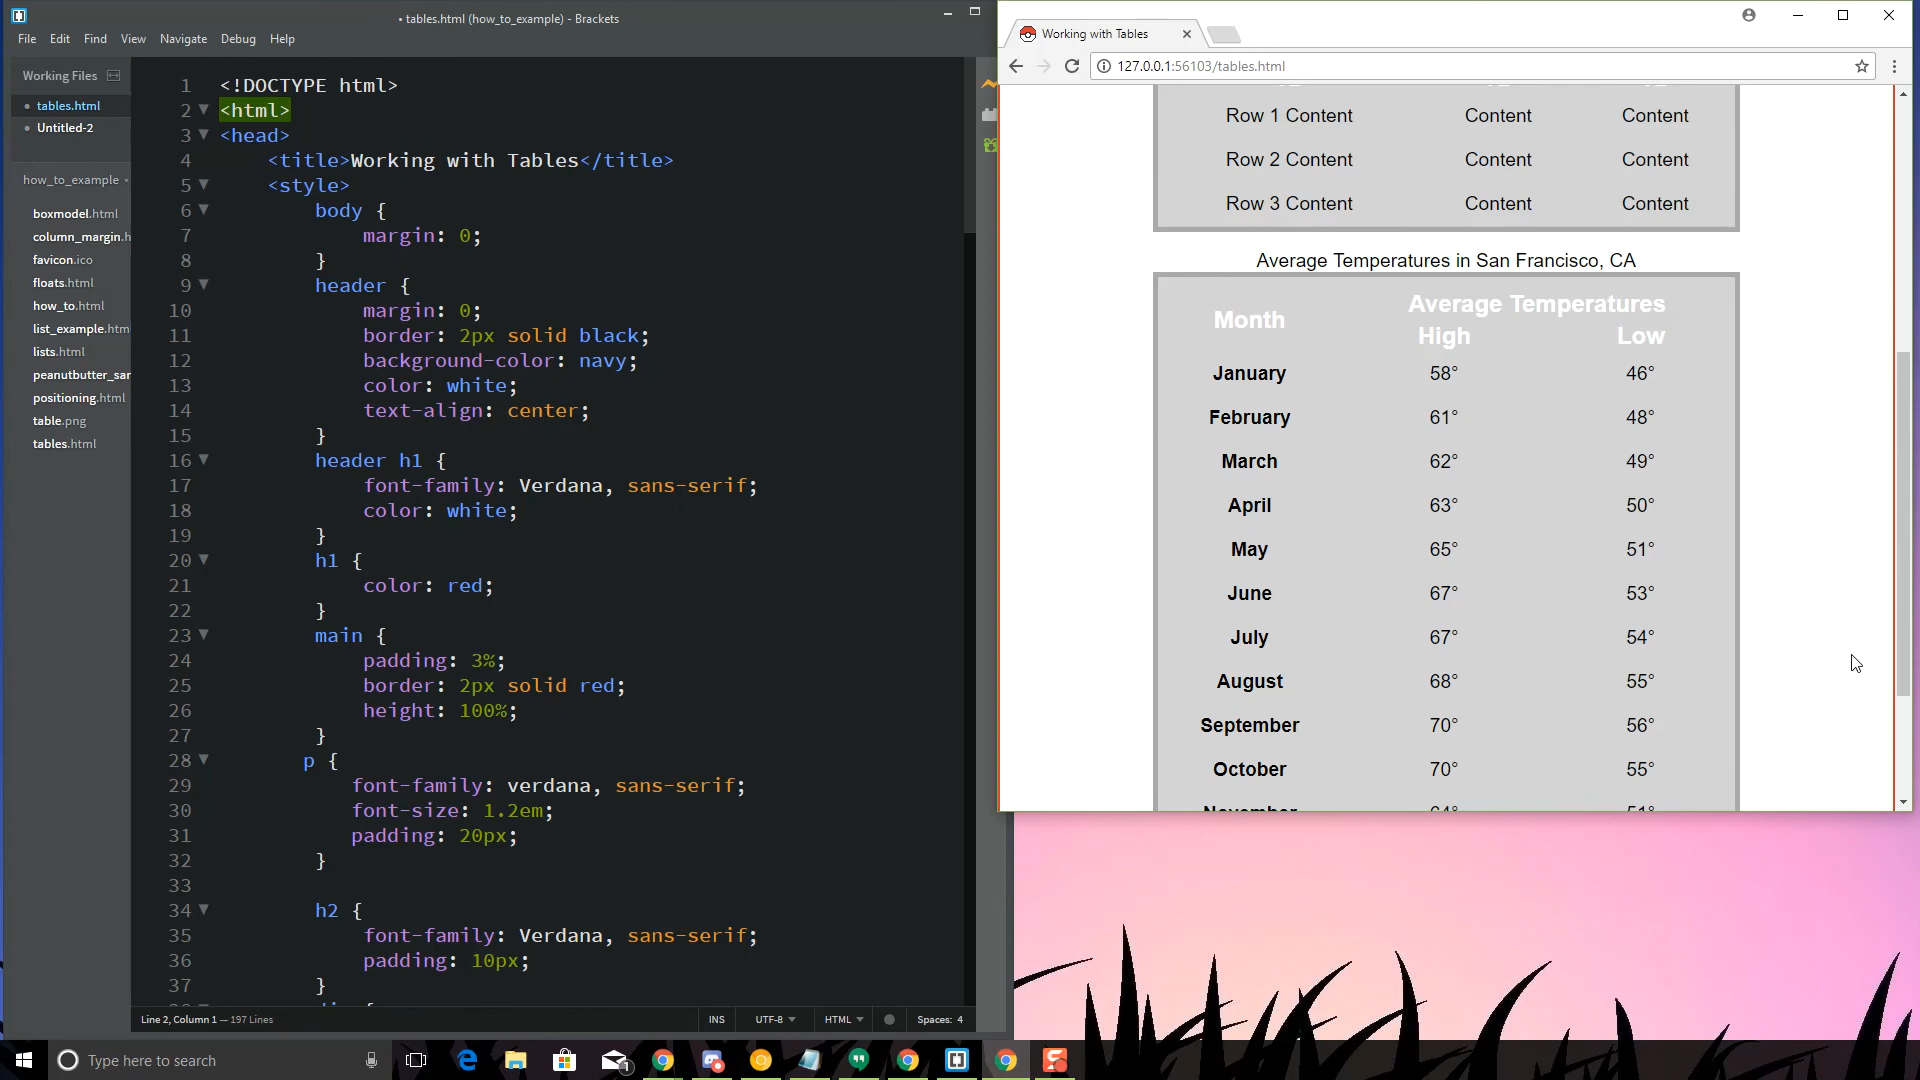 • tables.html (how_to_example) - Brackets
File Edit Find View Navigate Debug Help
Working Files
• tables.html
• Untitled-2
how_to_example
boxmodel.html
column_margin.h
favicon.ico
floats.html
how_to.html
list_example.htm
lists.html
peanutbutter_sar
positioning.html
table.png
tables.html
1 <!DOCTYPE html>
2 <html>
3 <head>
4 <title>Working with Tables</title>
5 <style>
6 body {
7 margin: 0;
8 }
9 header {
10 margin: 0;
11 border: 2px solid black;
12 background-color: navy;
13 color: white;
14 text-align: center;
15 }
16 header h1 {
17 font-family: Verdana, sans-serif;
18 color: white;
19 }
20 h1 {
21 color: red;
22 }
23 main {
24 padding: 3%;
25 border: 2px solid red;
26 height: 100%;
27 }
28 p {
29 font-family: verdana, sans-serif;
30 font-size: 1.2em;
31 padding: 20px;
32 }
33
34 h2 {
35 font-family: Verdana, sans-serif;
36 padding: 10px;
37 }
Line 2, Column 1 — 197 Lines
INS UTF-8 HTML Spaces: 4
Working with Tables
127.0.0.1:56103/tables.html
Row 1 Content Content Content
Row 2 Content Content Content
Row 3 Content Content Content
Average Temperatures in San Francisco, CA
Month Average Temperatures
High Low
January 58° 46°
February 61° 48°
March 62° 49°
April 63° 50°
May 65° 51°
June 67° 53°
July 67° 54°
August 68° 55°
September 70° 56°
October 70° 55°
November 64° 51°
Type here to search